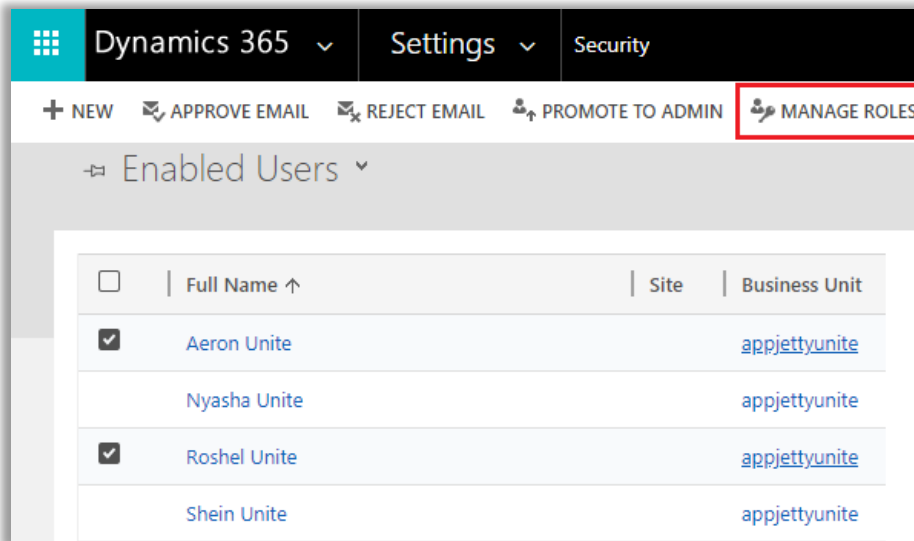 Dynamics 365 Settings Security
NEW APPROVE EMAIL REJECT EMAIL PROMOTE TO ADMIN MANAGE ROLES
Enabled Users
Full Name Site Business Unit
Aeron Unite appjettyunite
Nyasha Unite appjettyunite
Roshel Unite appjettyunite
Shein Unite appjettyunite